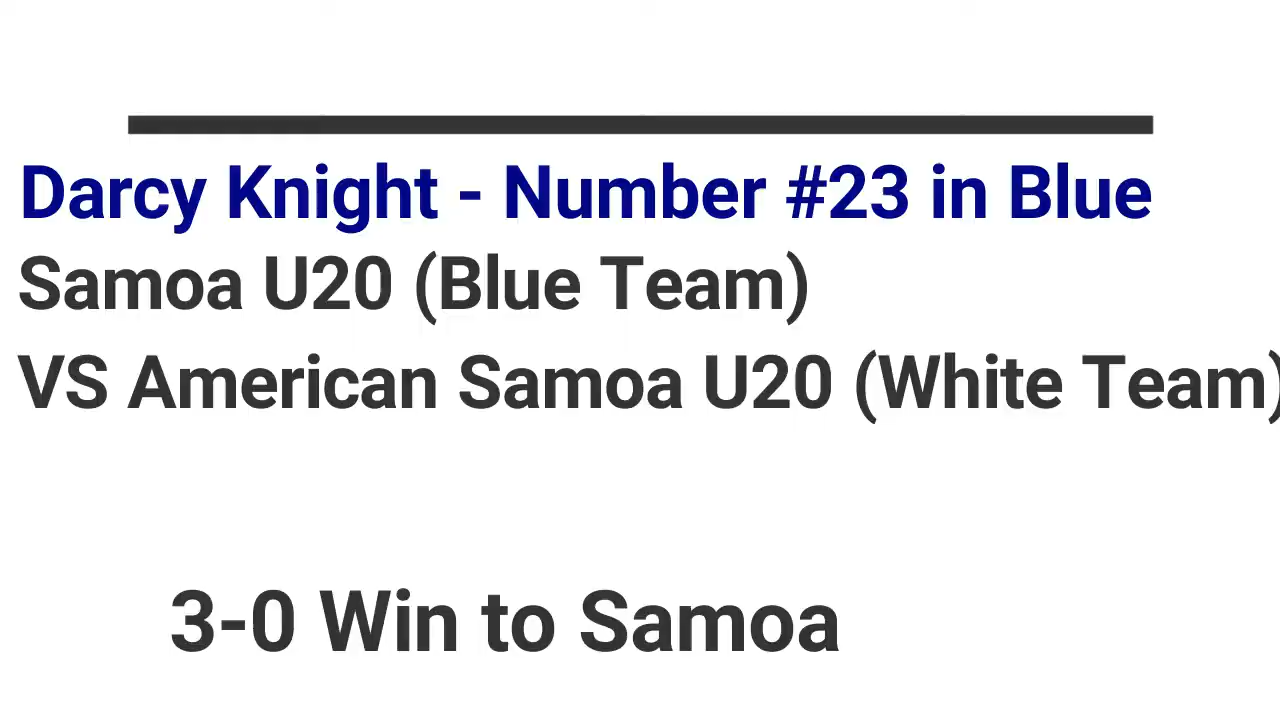 Darcy Knight - Number #23 in Blue
Samoa U20 (Blue Team)
VS American Samoa U20 (White Team)
3-0 Win to Samoa